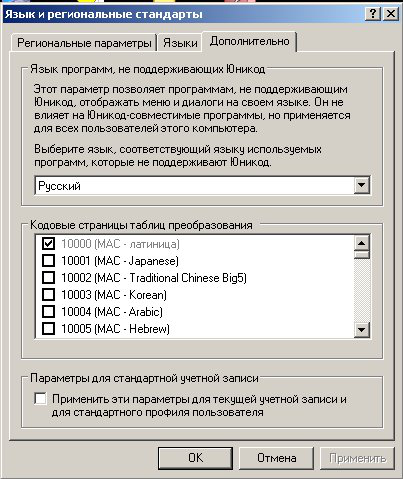 Язык и региональные стандарты
Региональные параметры Языки Дополнительно
Язык программ, не поддерживающих Юникод
Этот параметр позволяет программам, не поддерживающим
Юникод, отображать меню и диалоги на своем языке. Он не
влияет на Юникод-совместимые программы, но применяется
для всех пользователей этого компьютера.
Выберите язык, соответствующий языку используемых
программ, которые не поддерживают Юникод.
Русский
Кодовые страницы таблиц преобразования
10000 (MAC - латиница)
10001 (MAC - Japanese)
10002 (MAC - Traditional Chinese Big5)
10003 (MAC - Korean)
10004 (MAC - Arabic)
10005 (MAC - Hebrew)
Параметры для стандартной учетной записи
Применить эти параметры для текущей учетной записи и
для стандартного профиля пользователя
OK Отмена Применить